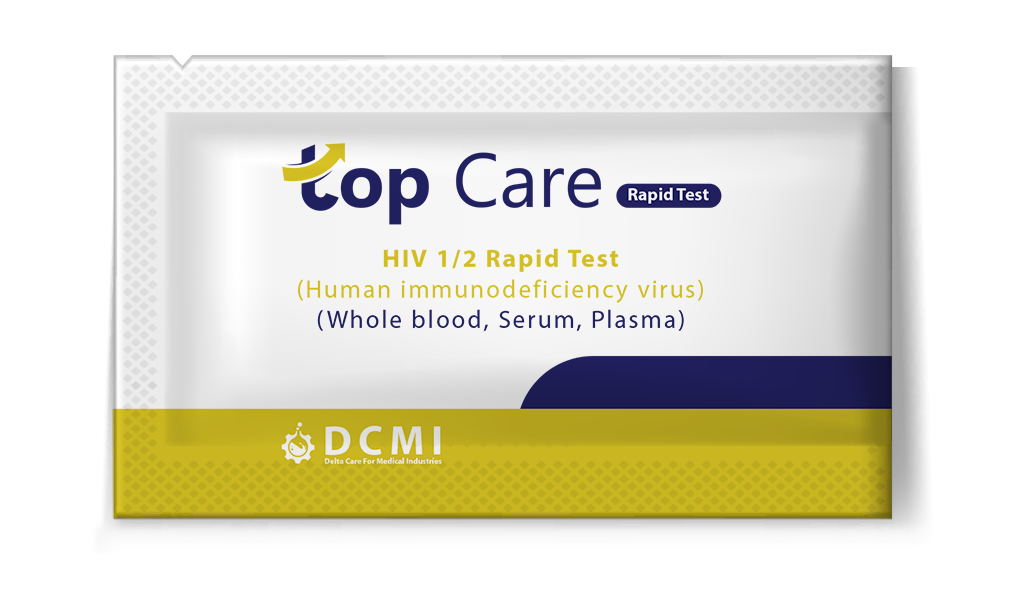 top Care Rapid Test
HIV 1/2 Rapid Test
(Human immunodeficiency virus)
(Whole blood, Serum, Plasma)
DCMI
Delta Care For Medical Industries